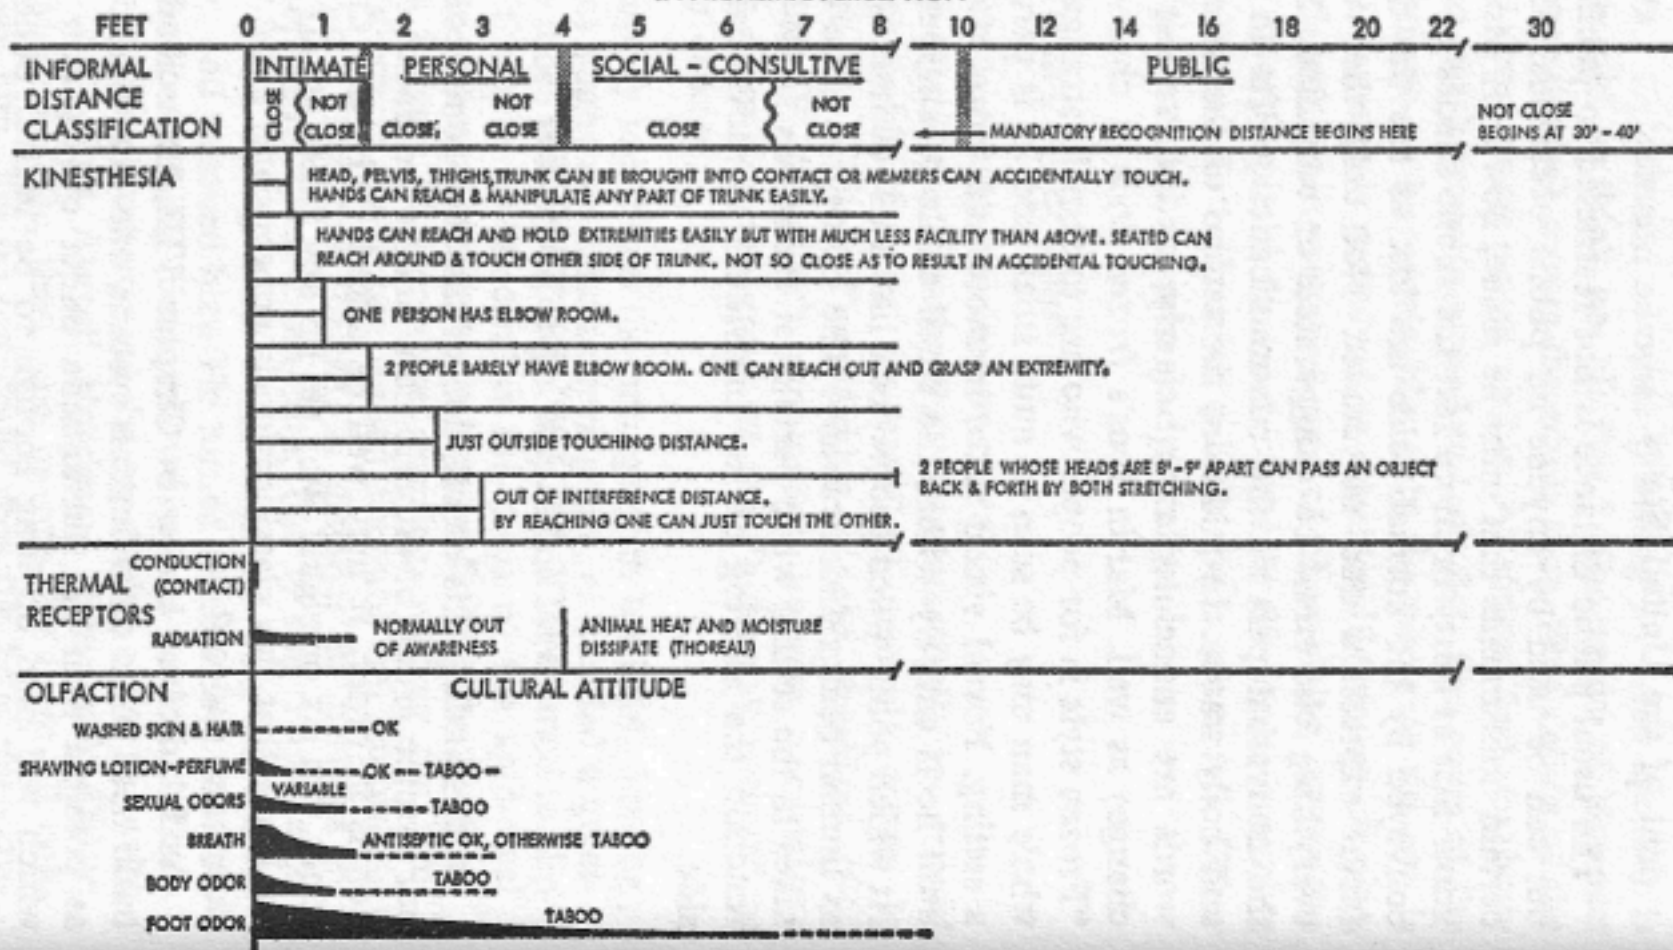 FEET 0 1 2 3 4 5 6 7 8 10 12 14 16 18 20 22 30
INFORMAL DISTANCE CLASSIFICATION
INTIMATE PERSONAL SOCIAL – CONSULTIVE PUBLIC
CLOSE
NOT CLOSE
CLOSE
NOT CLOSE
CLOSE
NOT CLOSE
MANDATORY RECOGNITION DISTANCE BEGINS HERE
NOT CLOSE
BEGINS AT 30' – 40'
KINESTHESIA
HEAD, PELVIS, THIGHS, TRUNK CAN BE BROUGHT INTO CONTACT OR MEMBERS CAN ACCIDENTALLY TOUCH.
HANDS CAN REACH & MANIPULATE ANY PART OF TRUNK EASILY.
HANDS CAN REACH AND HOLD EXTREMITIES EASILY BUT WITH MUCH LESS FACILITY THAN ABOVE. SEATED CAN
REACH AROUND & TOUCH OTHER SIDE OF TRUNK. NOT SO CLOSE AS TO RESULT IN ACCIDENTAL TOUCHING.
ONE PERSON HAS ELBOW ROOM.
2 PEOPLE BARELY HAVE ELBOW ROOM. ONE CAN REACH OUT AND GRASP AN EXTREMITY.
JUST OUTSIDE TOUCHING DISTANCE.
2 PEOPLE WHOSE HEADS ARE 8'–9' APART CAN PASS AN OBJECT
BACK & FORTH BY BOTH STRETCHING.
OUT OF INTERFERENCE DISTANCE.
BY REACHING ONE CAN JUST TOUCH THE OTHER.
THERMAL RECEPTORS
CONDUCTION
(CONTACT)
RADIATION
NORMALLY OUT
OF AWARENESS
ANIMAL HEAT AND MOISTURE
DISSIPATE (THOREAU)
OLFACTION
CULTURAL ATTITUDE
WASHED SKIN & HAIR OK
SHAVING LOTION–PERFUME OK TABOO
SEXUAL ODORS VARIABLE TABOO
BREATH ANTISEPTIC OK, OTHERWISE TABOO
BODY ODOR TABOO
FOOT ODOR TABOO